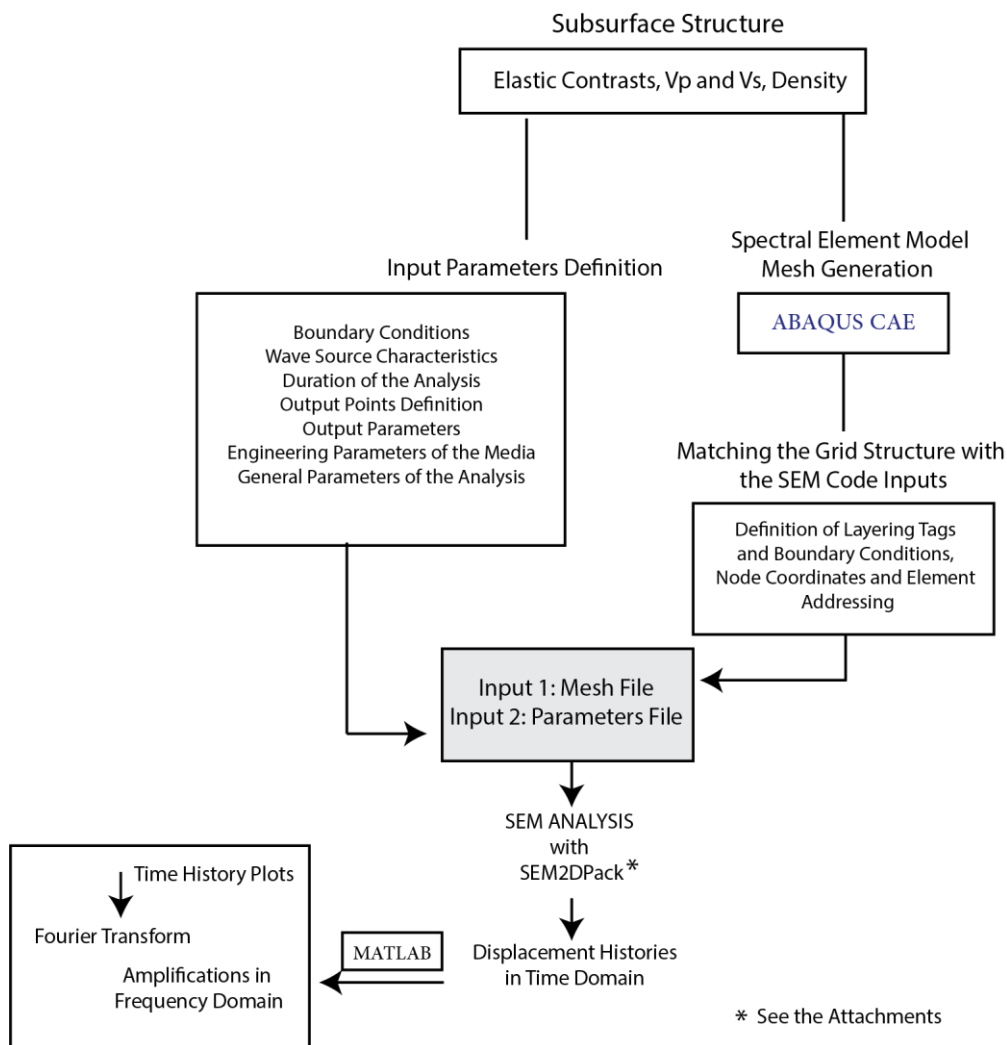 Subsurface Structure
Elastic Contrasts, Vp and Vs, Density
Input Parameters Definition
Boundary Conditions
Wave Source Characteristics
Duration of the Analysis
Output Points Definition
Output Parameters
Engineering Parameters of the Media
General Parameters of the Analysis
Spectral Element Model
Mesh Generation
ABAQUS CAE
Matching the Grid Structure with
the SEM Code Inputs
Definition of Layering Tags
and Boundary Conditions,
Node Coordinates and Element
Addressing
Input 1: Mesh File
Input 2: Parameters File
SEM ANALYSIS
with
SEM2DPack*
Displacement Histories
in Time Domain
MATLAB
Time History Plots
Fourier Transform
Amplifications in
Frequency Domain
* See the Attachments